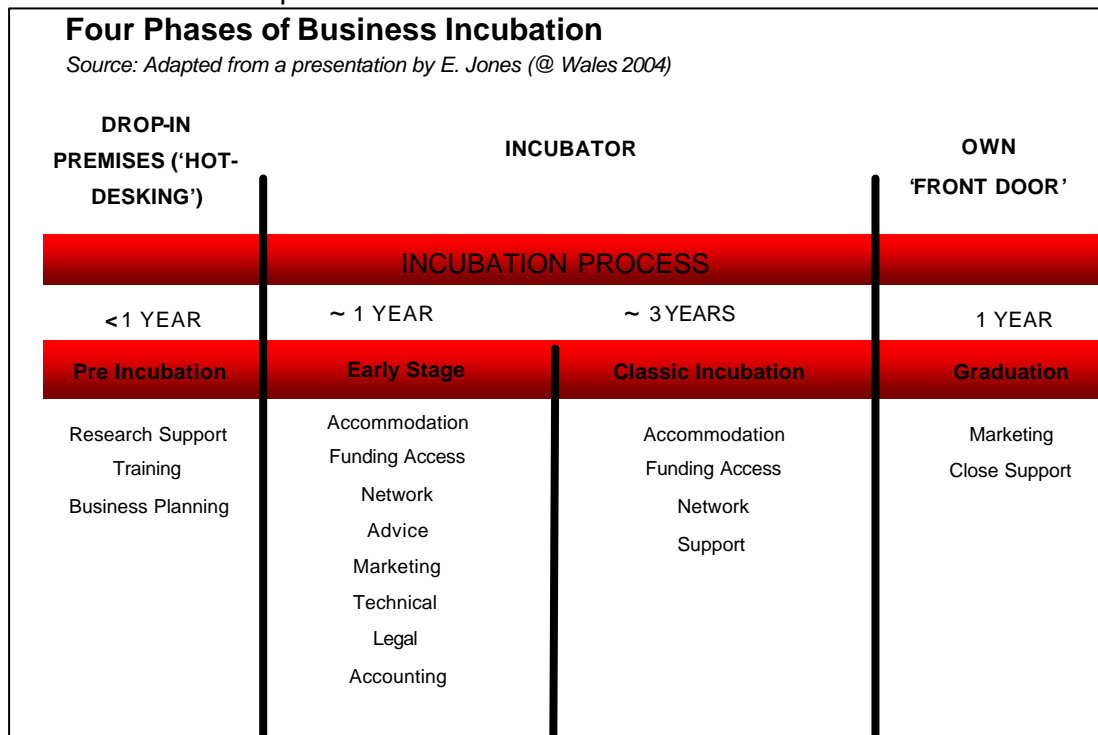 Four Phases of Business Incubation
Source: Adapted from a presentation by E. Jones (@ Wales 2004)
DROP-IN
PREMISES (‘HOT-
DESKING’)
INCUBATOR
OWN
‘FRONT DOOR’
INCUBATION PROCESS
<1 YEAR
~ 1 YEAR
~ 3 YEARS
1 YEAR
Pre Incubation
Early Stage
Classic Incubation
Graduation
Research Support
Training
Business Planning
Accommodation
Funding Access
Network
Advice
Marketing
Technical
Legal
Accounting
Accommodation
Funding Access
Network
Support
Marketing
Close Support